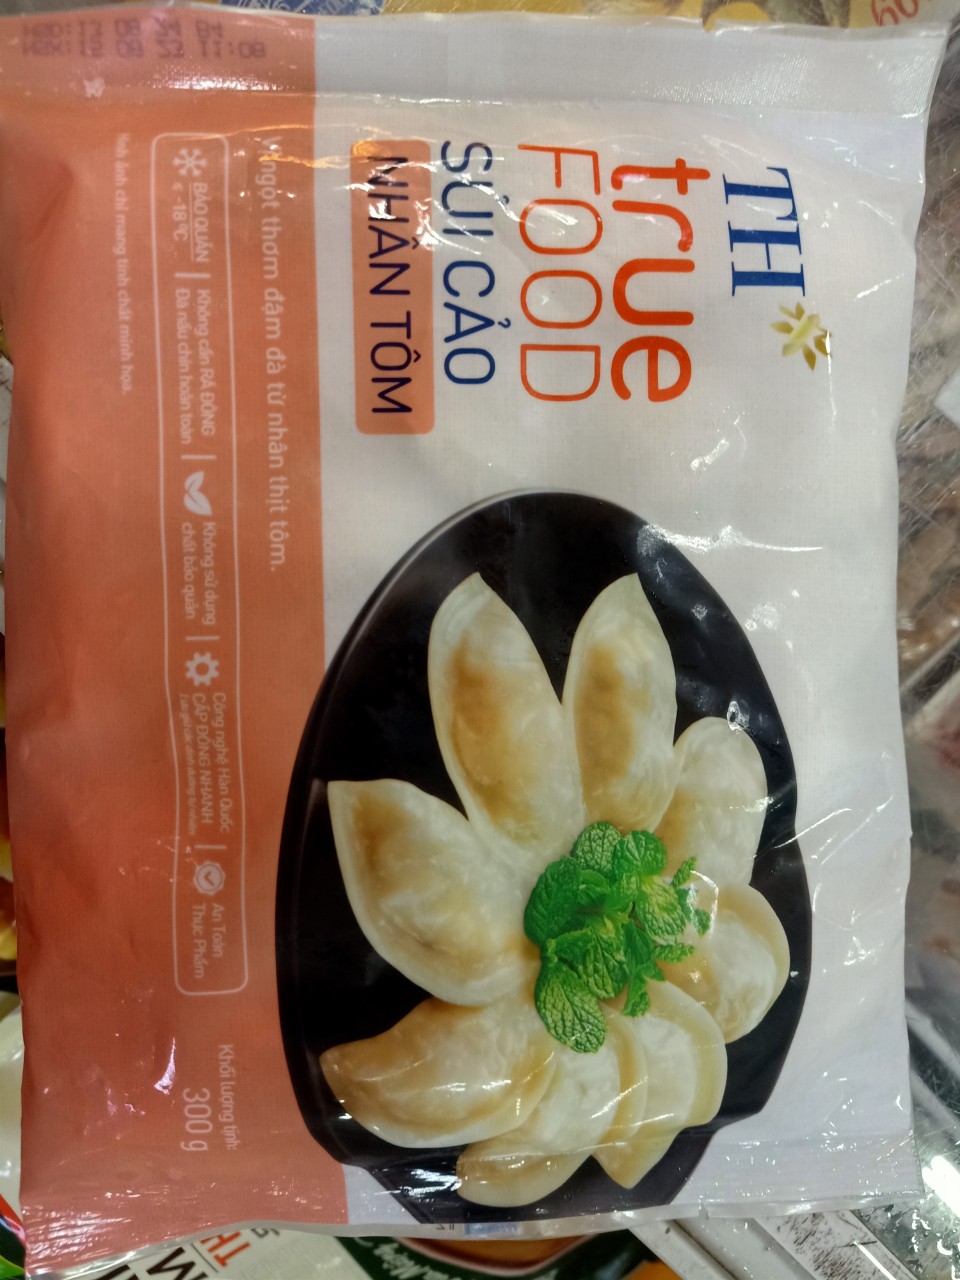 TH
true
FOOD
SỦI CẢO
NHÂN TÔM
Vị ngọt thơm đậm đà từ nhân thịt tôm.
BẢO QUẢN
≤ -18 °C
Không cần RÃ ĐÔNG
Đã nấu chín hoàn toàn
Không sử dụng
chất bảo quản
Công nghệ Hàn Quốc
CẤP ĐÔNG NHANH
An Toàn
Thực Phẩm
Hình ảnh chỉ mang tính chất minh họa.
Khối lượng tịnh:
300 g